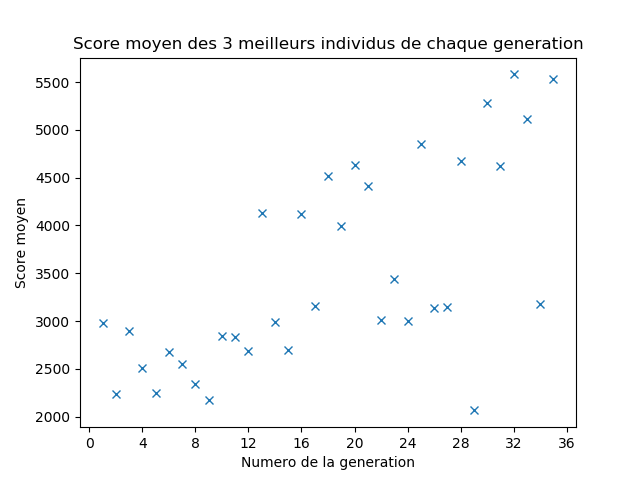 Score moyen des 3 meilleurs individus de chaque generation
5500
5000
4500
4000
3500
3000
2500
2000
Score moyen
0 4 8 12 16 20 24 28 32 36
Numero de la generation